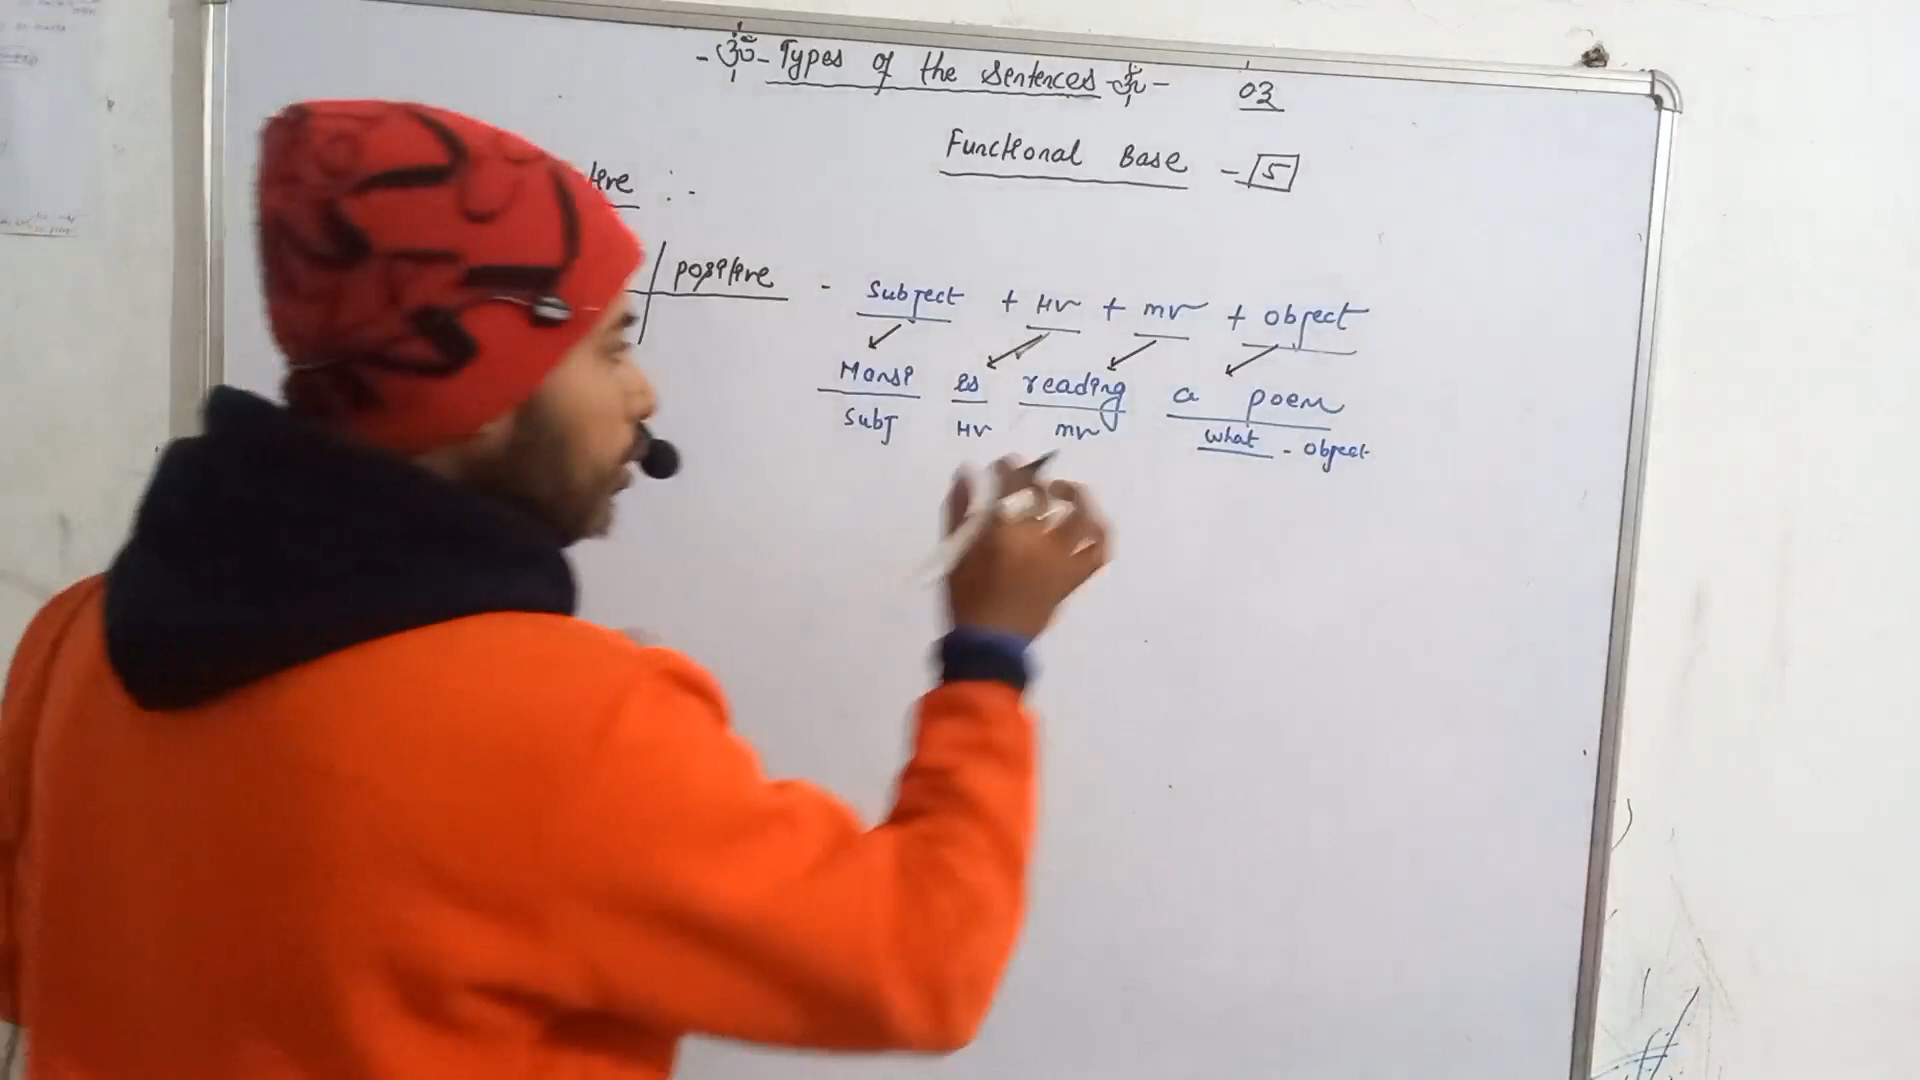 -ॐ- Types of the Sentences -ॐ- 03
Functional Base - 5
tive :-
positive - Subject + Hv + mv + object
Mansi is reading a poem
Subj Hv mv what - object